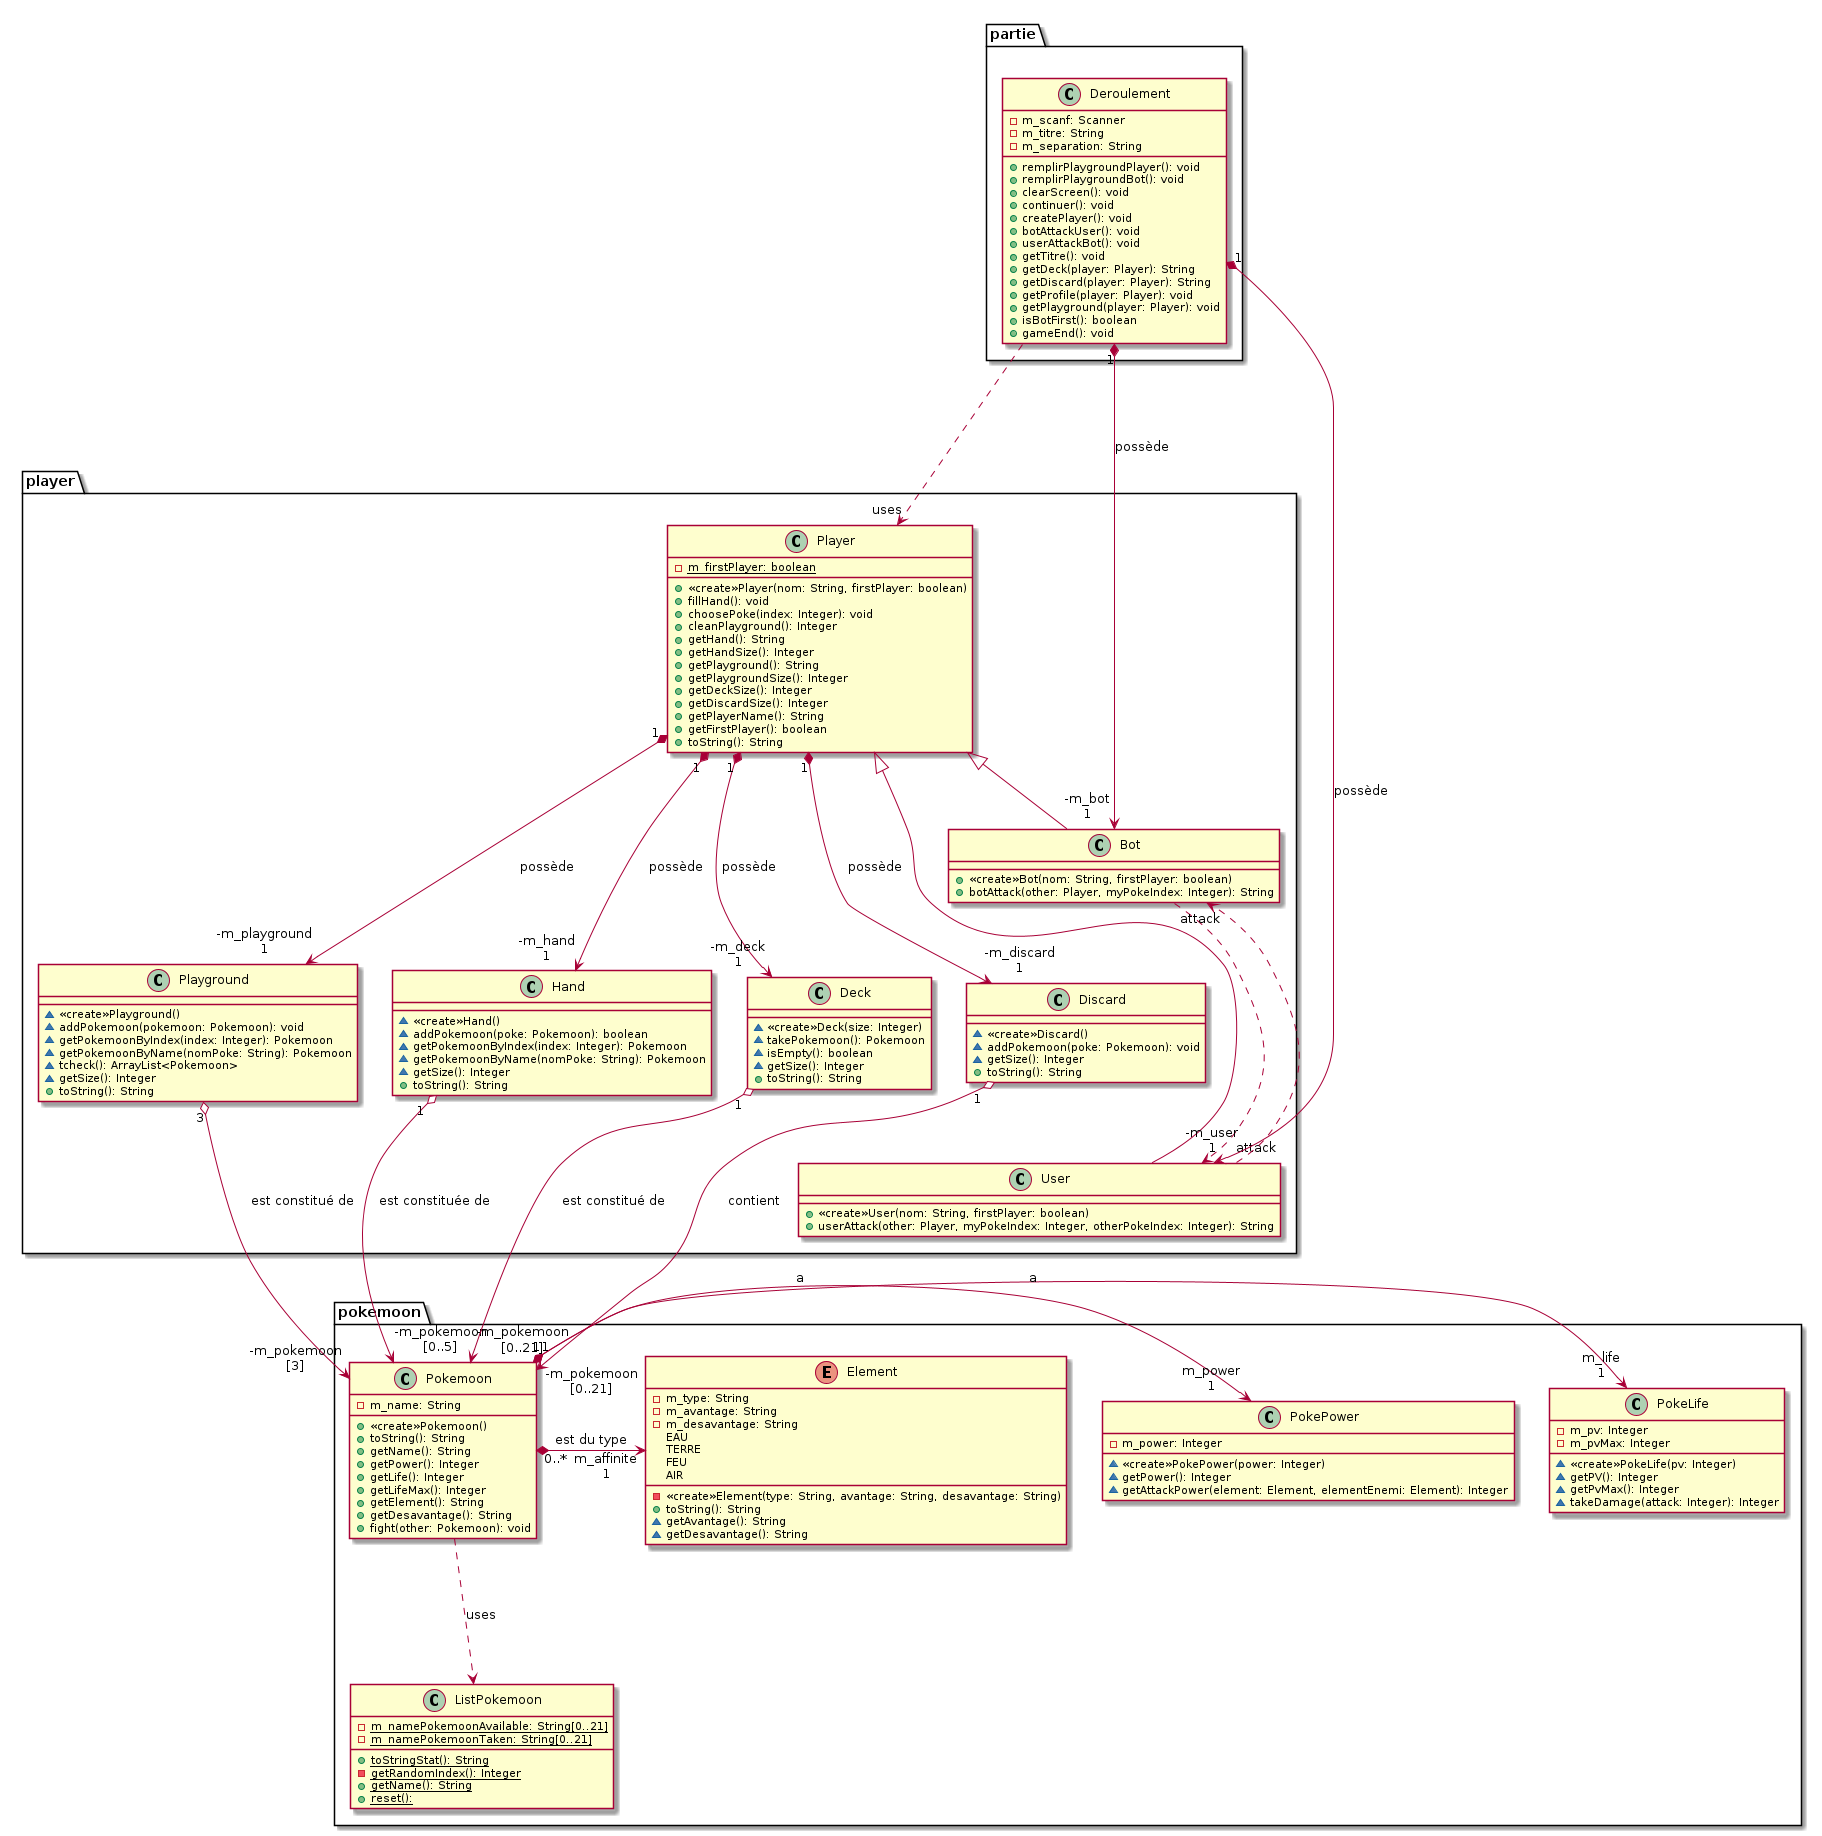 partie
C Deroulement
m_scanf: Scanner
m_titre: String
m_separation: String
remplirPlaygroundPlayer(): void
remplirPlaygroundBot(): void
clearScreen(): void
continuer(): void
createPlayer(): void
botAttackUser(): void
userAttackBot(): void
getTitre(): void
getDeck(player: Player): String
getDiscard(player: Player): String
getProfile(player: Player): void
getPlayground(player: Player): void
isBotFirst(): boolean
gameEnd(): void
1
1
possède
player
uses
C Player
m_firstPlayer: boolean
«create»Player(nom: String, firstPlayer: boolean)
fillHand(): void
choosePoke(index: Integer): void
cleanPlayground(): Integer
getHand(): String
getHandSize(): Integer
getPlayground(): String
getPlaygroundSize(): Integer
getDeckSize(): Integer
getDiscardSize(): Integer
getPlayerName(): String
getFirstPlayer(): boolean
toString(): String
1
1
1
1
-m_bot
1
possède
C Bot
«create»Bot(nom: String, firstPlayer: boolean)
botAttack(other: Player, myPokeIndex: Integer): String
possède
possède
possède
possède
attack
-m_playground
1
-m_hand
1
-m_deck
1
-m_discard
1
C Playground
«create»Playground()
addPokemoon(pokemoon: Pokemoon): void
getPokemoonByIndex(index: Integer): Pokemoon
getPokemoonByName(nomPoke: String): Pokemoon
tcheck(): ArrayList<Pokemoon>
getSize(): Integer
toString(): String
C Hand
«create»Hand()
addPokemoon(poke: Pokemoon): boolean
getPokemoonByIndex(index: Integer): Pokemoon
getPokemoonByName(nomPoke: String): Pokemoon
getSize(): Integer
toString(): String
C Deck
«create»Deck(size: Integer)
takePokemoon(): Pokemoon
isEmpty(): boolean
getSize(): Integer
toString(): String
C Discard
«create»Discard()
addPokemoon(poke: Pokemoon): void
getSize(): Integer
toString(): String
3
1
1
1
-m_user
1
attack
C User
«create»User(nom: String, firstPlayer: boolean)
userAttack(other: Player, myPokeIndex: Integer, otherPokeIndex: Integer): String
est constitué de
est constituée de
est constitué de
contient
a
a
pokemoon
-m_pokemoon
[3]
-m_pokemoon
[0..5]
-m_pokemoon
[0..21]
1
1
-m_pokemoon
[0..21]
m_power
1
m_life
1
C Pokemoon
m_name: String
«create»Pokemoon()
toString(): String
getName(): String
getPower(): Integer
getLife(): Integer
getLifeMax(): Integer
getElement(): String
getDesavantage(): String
fight(other: Pokemoon): void
est du type
0..*
m_affinite
1
E Element
m_type: String
m_avantage: String
m_desavantage: String
EAU
TERRE
FEU
AIR
«create»Element(type: String, avantage: String, desavantage: String)
toString(): String
getAvantage(): String
getDesavantage(): String
C PokePower
m_power: Integer
«create»PokePower(power: Integer)
getPower(): Integer
getAttackPower(element: Element, elementEnemi: Element): Integer
C PokeLife
m_pv: Integer
m_pvMax: Integer
«create»PokeLife(pv: Integer)
getPV(): Integer
getPvMax(): Integer
takeDamage(attack: Integer): Integer
uses
C ListPokemoon
m_namePokemoonAvailable: String[0..21]
m_namePokemoonTaken: String[0..21]
toStringStat(): String
getRandomIndex(): Integer
getName(): String
reset():